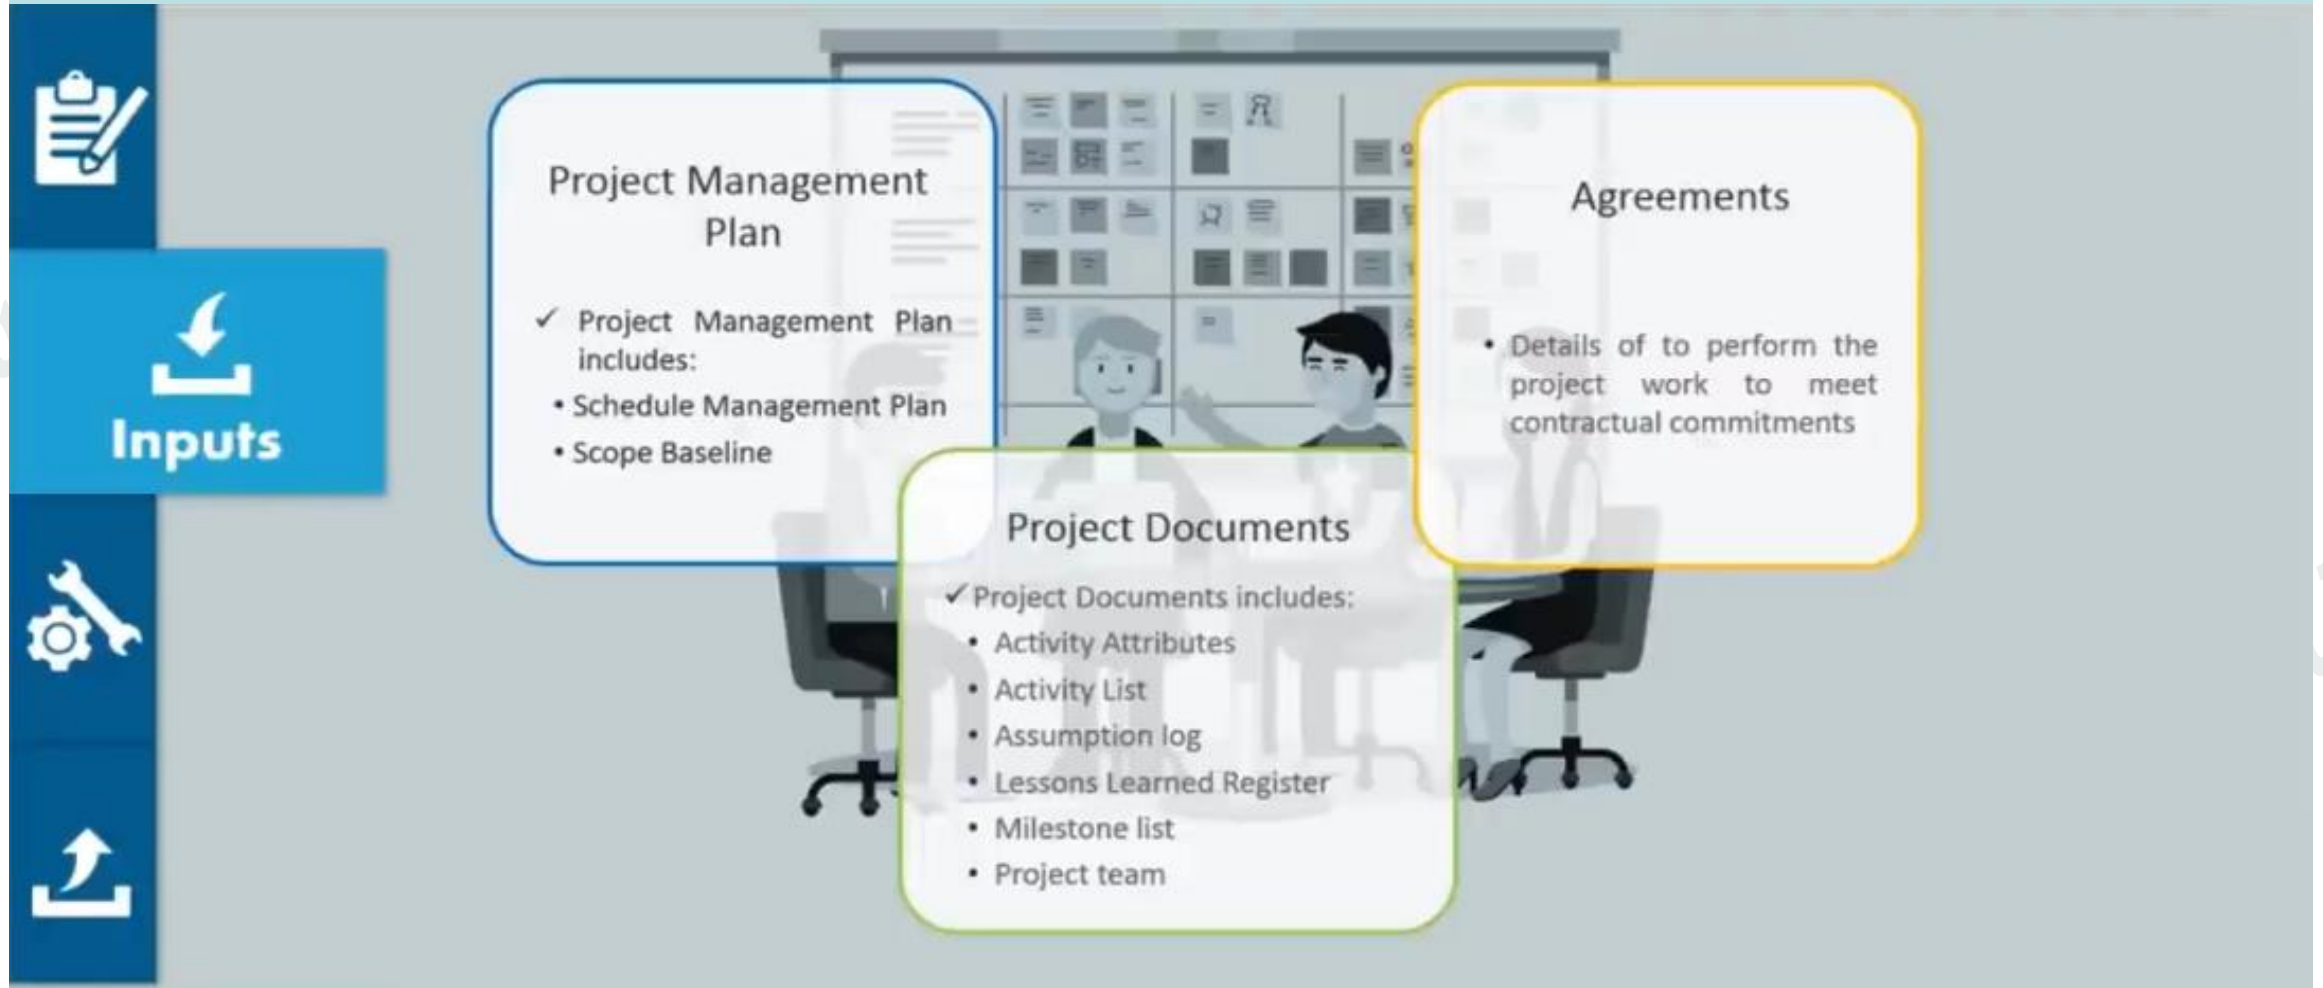 Inputs
Project Management
Plan
✓ Project Management Plan
includes:
• Schedule Management Plan
• Scope Baseline
Project Documents
✓ Project Documents includes:
• Activity Attributes
• Activity List
• Assumption log
• Lessons Learned Register
• Milestone list
• Project team
Agreements
• Details of to perform the
project work to meet
contractual commitments